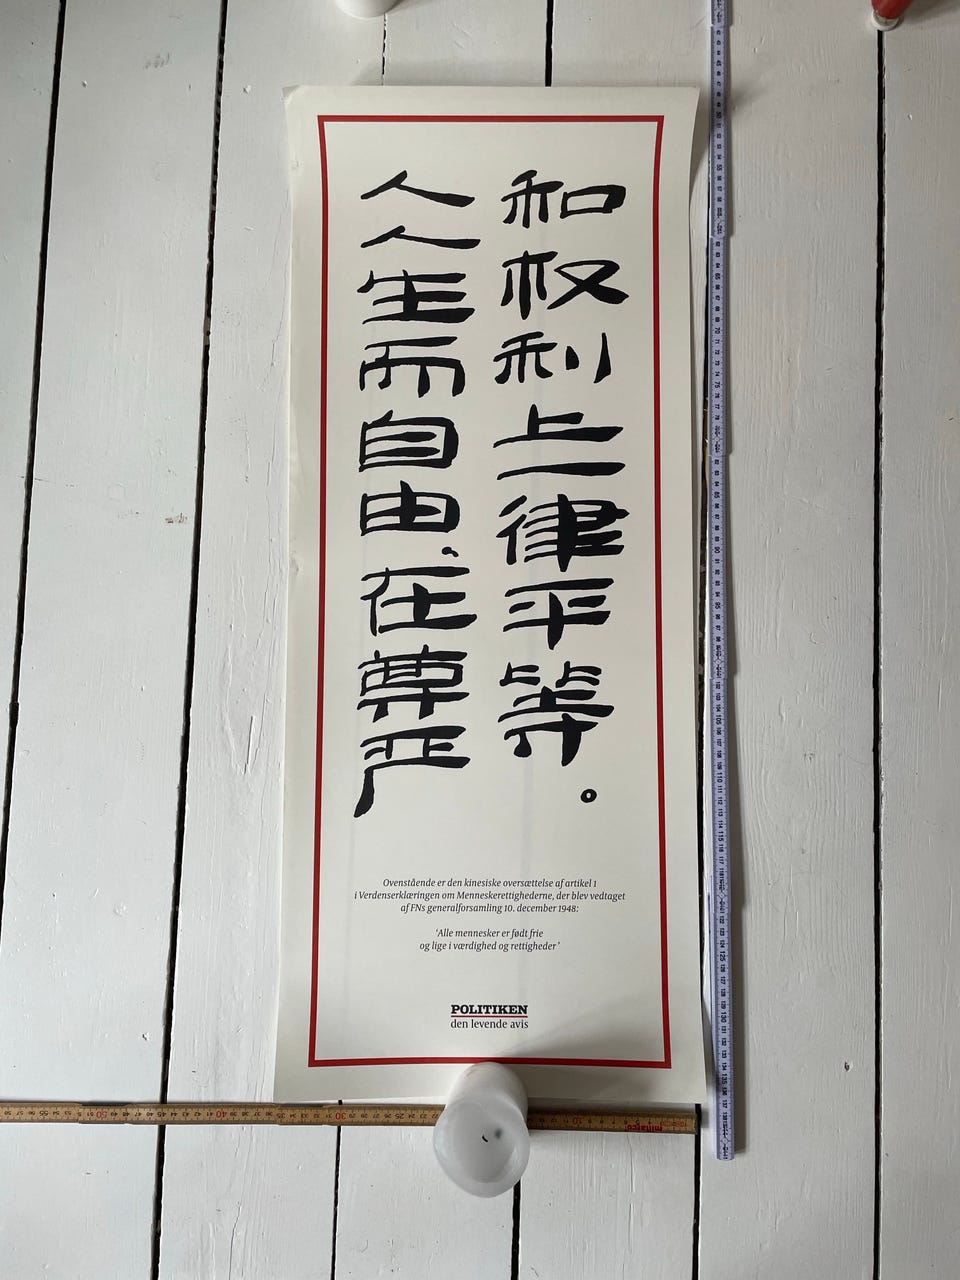 人人生而自由、在尊严
和权利上一律平等。
Ovenstående er den kinesiske oversættelse af artikel 1
i Verdenserklæringen om Menneskerettighederne, der blev vedtaget
af FNs generalforsamling 10. december 1948:
‘Alle mennesker er født frie
og lige i værdighed og rettigheder’
POLITIKEN
den levende avis